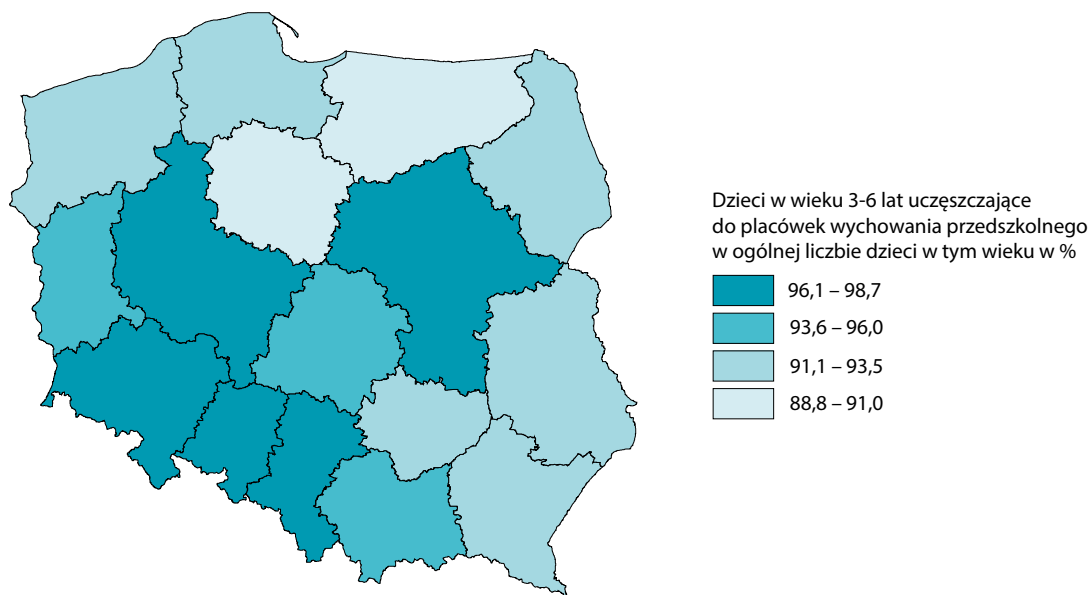 Dzieci w wieku 3-6 lat uczęszczające
do placówek wychowania przedszkolnego
w ogólnej liczbie dzieci w tym wieku w %
96,1 – 98,7
93,6 – 96,0
91,1 – 93,5
88,8 – 91,0